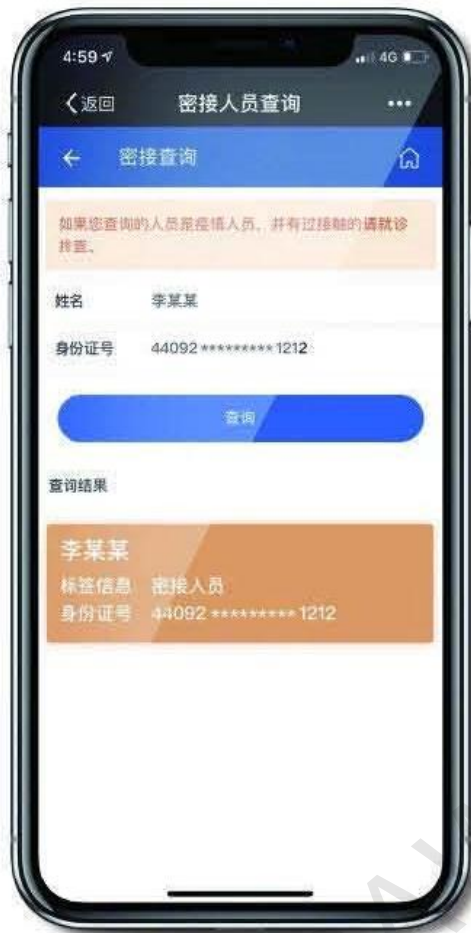 4:59
4G
返回 密接人员查询
密接查询
如果您查询的人员是疫情人员，并有过接触的请就诊
排查。
姓名 李某某
身份证号 44092*********1212
查询
查询结果
李某某
标签信息 密接人员
身份证号 44092*********1212